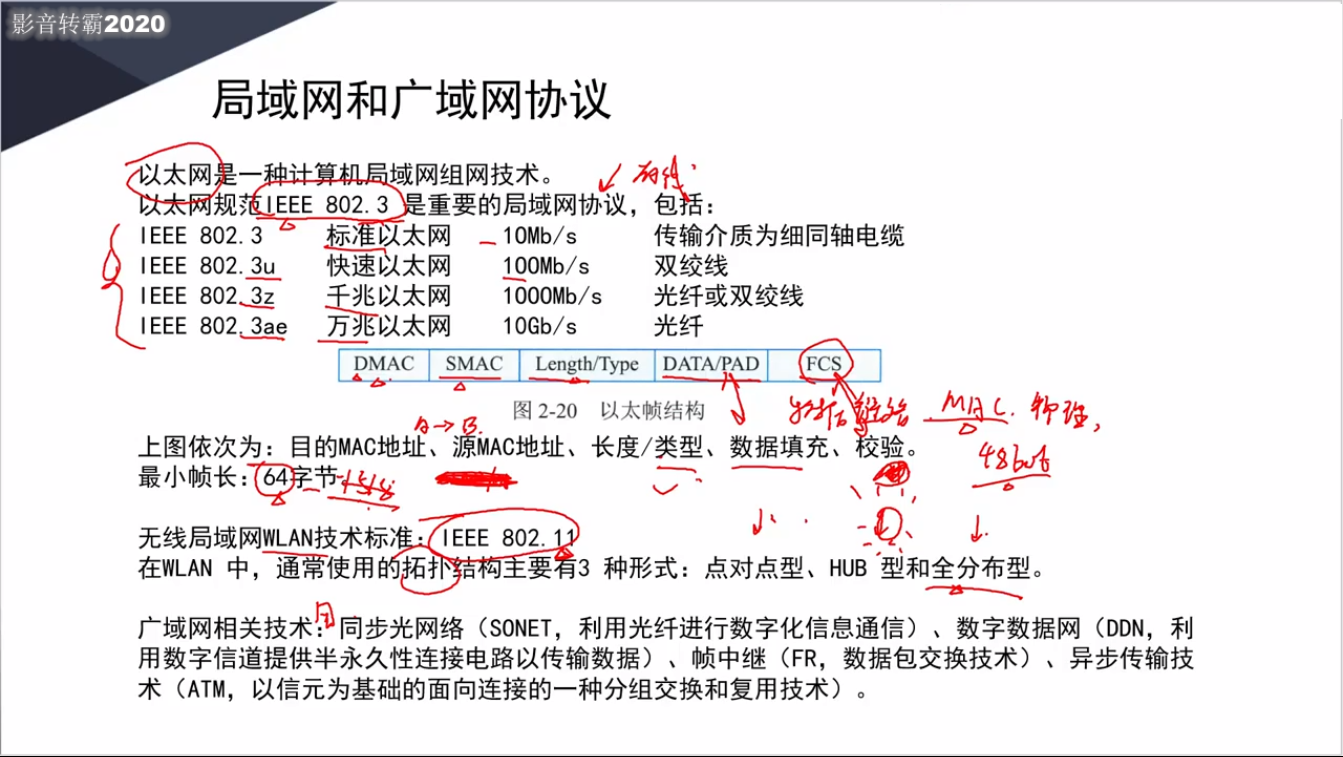 影音转霸2020
局域网和广域网协议
以太网是一种计算机局域网组网技术。
有线
以太网规范IEEE 802.3 是重要的局域网协议，包括：
IEEE 802.3 标准以太网 10Mb/s 传输介质为细同轴电缆
IEEE 802.3u 快速以太网 100Mb/s 双绞线
IEEE 802.3z 千兆以太网 1000Mb/s 光纤或双绞线
IEEE 802.3ae 万兆以太网 10Gb/s 光纤
DMAC SMAC Length/Type DATA/PAD FCS
图 2-20 以太帧结构
MAC. 物理,
A→B.
上图依次为：目的MAC地址、源MAC地址、长度/类型、数据填充、校验。
48bit
最小帧长：64字节
无线局域网WLAN技术标准：IEEE 802.11
在WLAN 中，通常使用的拓扑结构主要有3 种形式：点对点型、HUB 型和全分布型。
广域网相关技术：同步光网络（SONET，利用光纤进行数字化信息通信）、数字数据网（DDN，利
用数字信道提供半永久性连接电路以传输数据）、帧中继（FR，数据包交换技术）、异步传输技
术（ATM，以信元为基础的面向连接的一种分组交换和复用技术）。